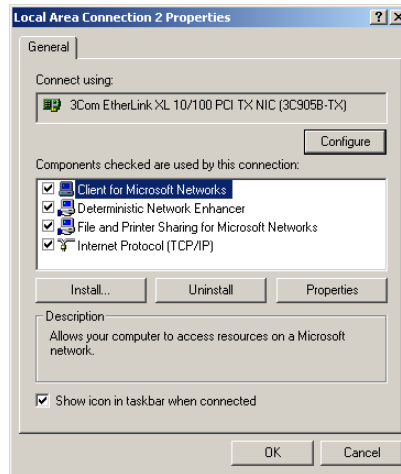 Local Area Connection 2 Properties
General
Connect using:
3Com EtherLink XL 10/100 PCI TX NIC (3C905B-TX)
Configure
Components checked are used by this connection:
Client for Microsoft Networks
Deterministic Network Enhancer
File and Printer Sharing for Microsoft Networks
Internet Protocol (TCP/IP)
Install... Uninstall Properties
Description
Allows your computer to access resources on a Microsoft
network.
Show icon in taskbar when connected
OK Cancel